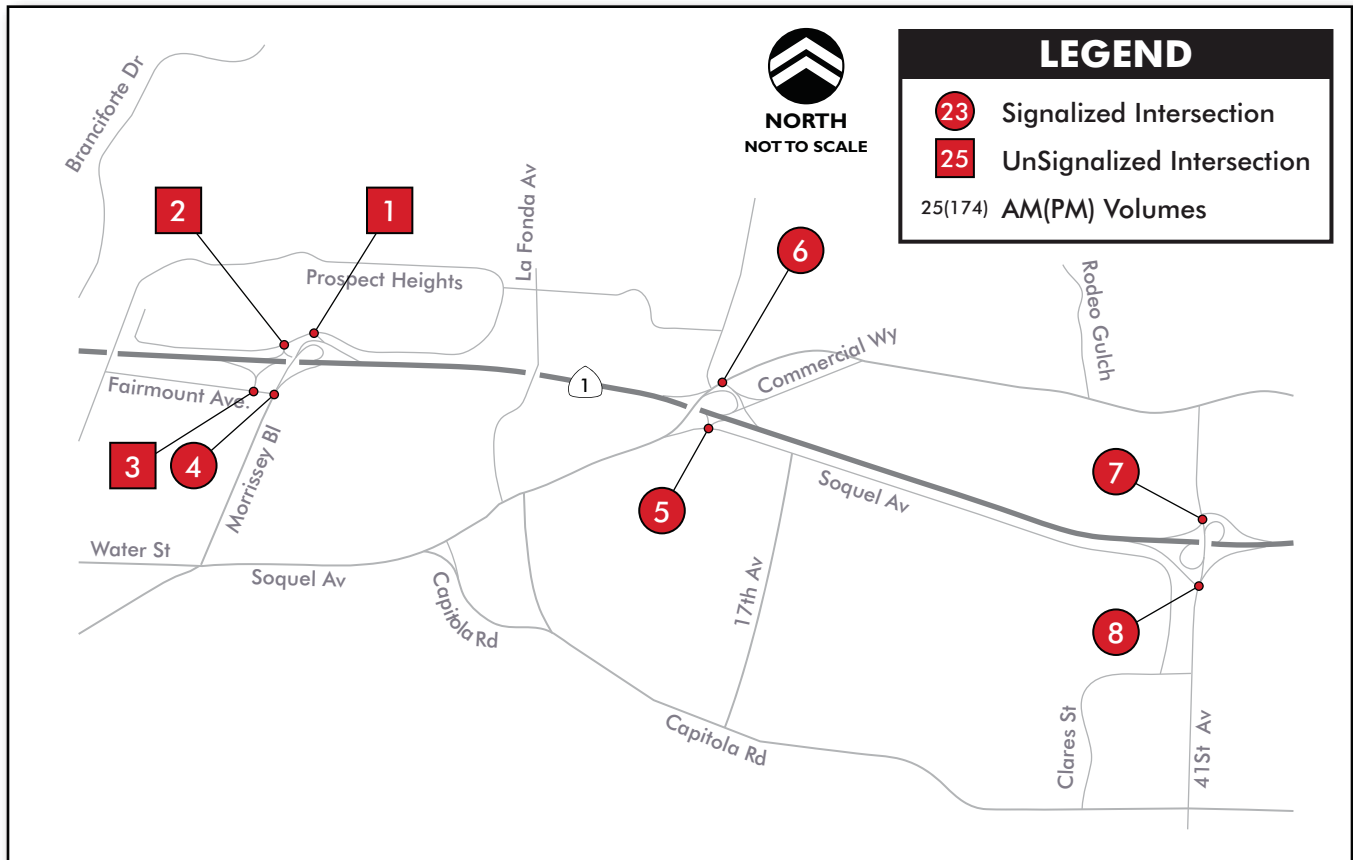 Branciforte Dr
NORTH
NOT TO SCALE
LEGEND
23 Signalized Intersection
25 UnSignalized Intersection
25(174) AM(PM) Volumes
2
1
La Fonda Av
6
Prospect Heights
Rodeo Gulch
Commercial Wy
1
Fairmount Ave.
3
4
Morrissey Bl
5
Soquel Av
7
Water St
Soquel Av
Capitola Rd
17th Av
8
Capitola Rd
Clares St
41St Av